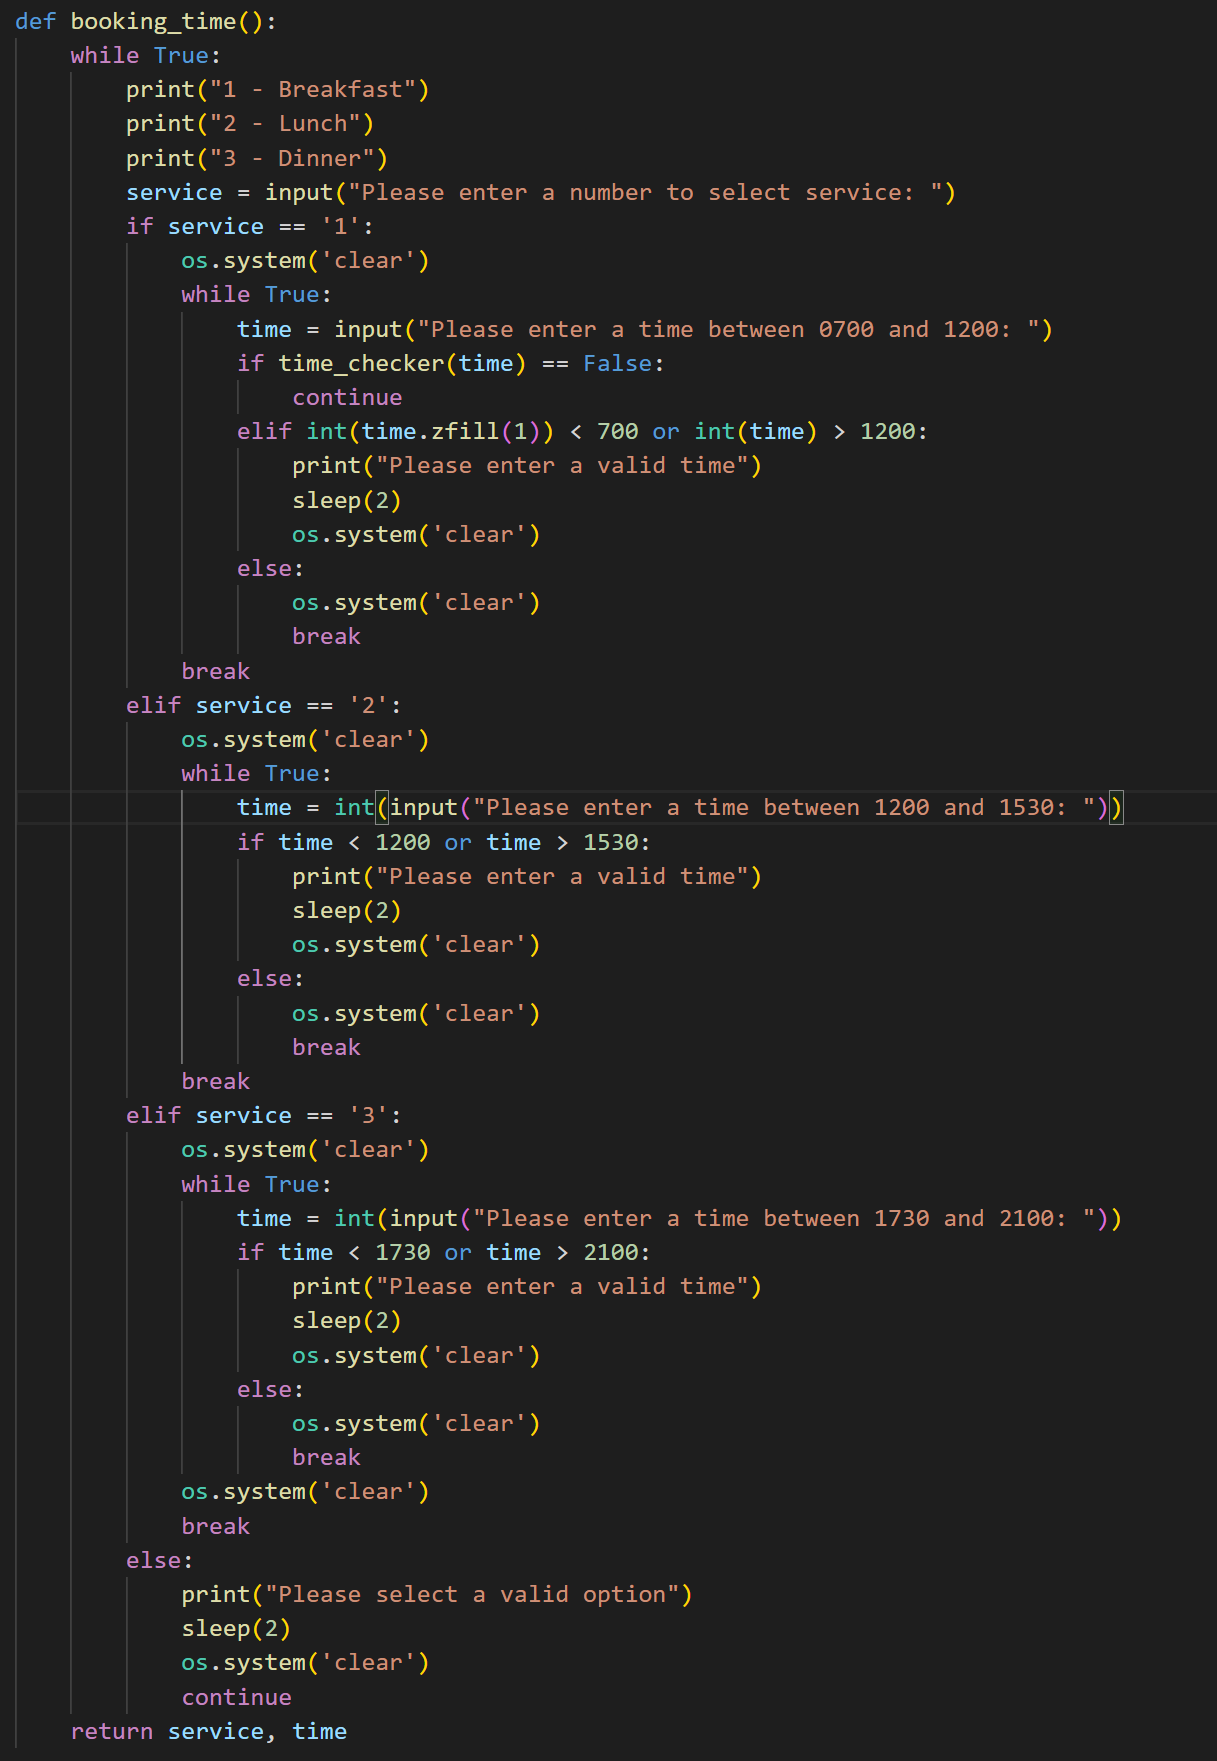 def booking_time():
    while True:
        print("1 - Breakfast")
        print("2 - Lunch")
        print("3 - Dinner")
        service = input("Please enter a number to select service: ")
        if service == '1':
            os.system('clear')
            while True:
                time = input("Please enter a time between 0700 and 1200: ")
                if time_checker(time) == False:
                    continue
                elif int(time.zfill(1)) < 700 or int(time) > 1200:
                    print("Please enter a valid time")
                    sleep(2)
                    os.system('clear')
                else:
                    os.system('clear')
                    break
            break
        elif service == '2':
            os.system('clear')
            while True:
                time = int(input("Please enter a time between 1200 and 1530: "))
                if time < 1200 or time > 1530:
                    print("Please enter a valid time")
                    sleep(2)
                    os.system('clear')
                else:
                    os.system('clear')
                    break
            break
        elif service == '3':
            os.system('clear')
            while True:
                time = int(input("Please enter a time between 1730 and 2100: "))
                if time < 1730 or time > 2100:
                    print("Please enter a valid time")
                    sleep(2)
                    os.system('clear')
                else:
                    os.system('clear')
                    break
            os.system('clear')
            break
        else:
            print("Please select a valid option")
            sleep(2)
            os.system('clear')
            continue
    return service, time